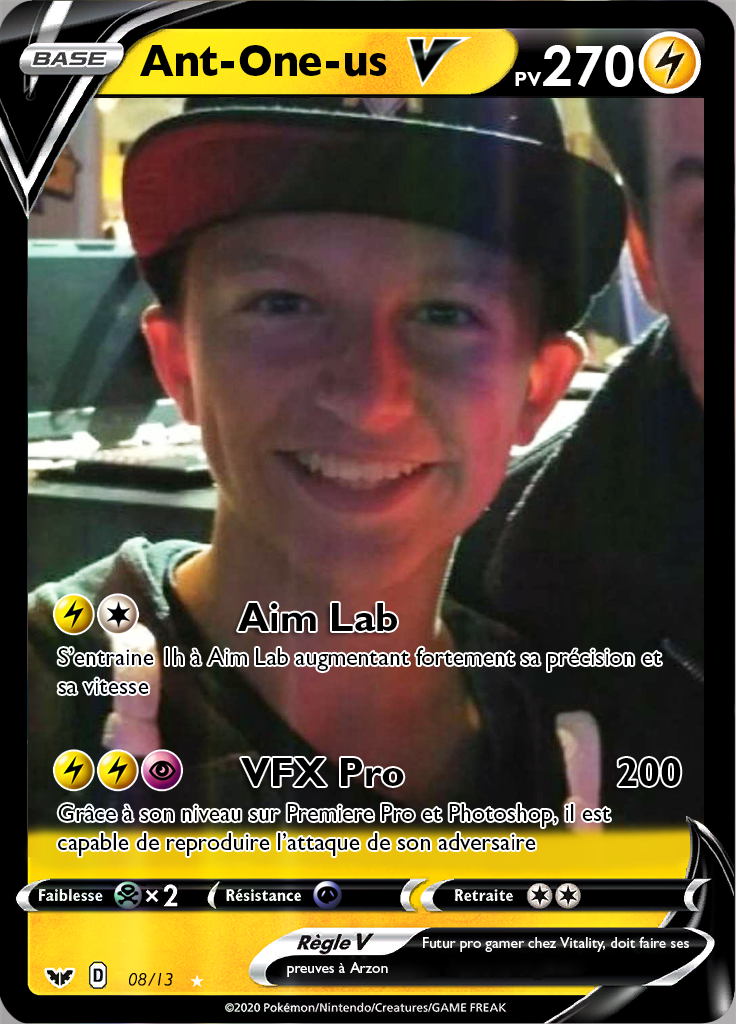 BASE
Ant-One-us V
PV270
Aim Lab
S'entraine 1h à Aim Lab augmentant fortement sa précision et
sa vitesse
VFX Pro 200
Grâce à son niveau sur Premiere Pro et Photoshop, il est
capable de reproduire l'attaque de son adversaire
Faiblesse ×2 Résistance Retraite
Règle V Futur pro gamer chez Vitality, doit faire ses
preuves à Arzon
D 08/13
©2020 Pokémon/Nintendo/Creatures/GAME FREAK